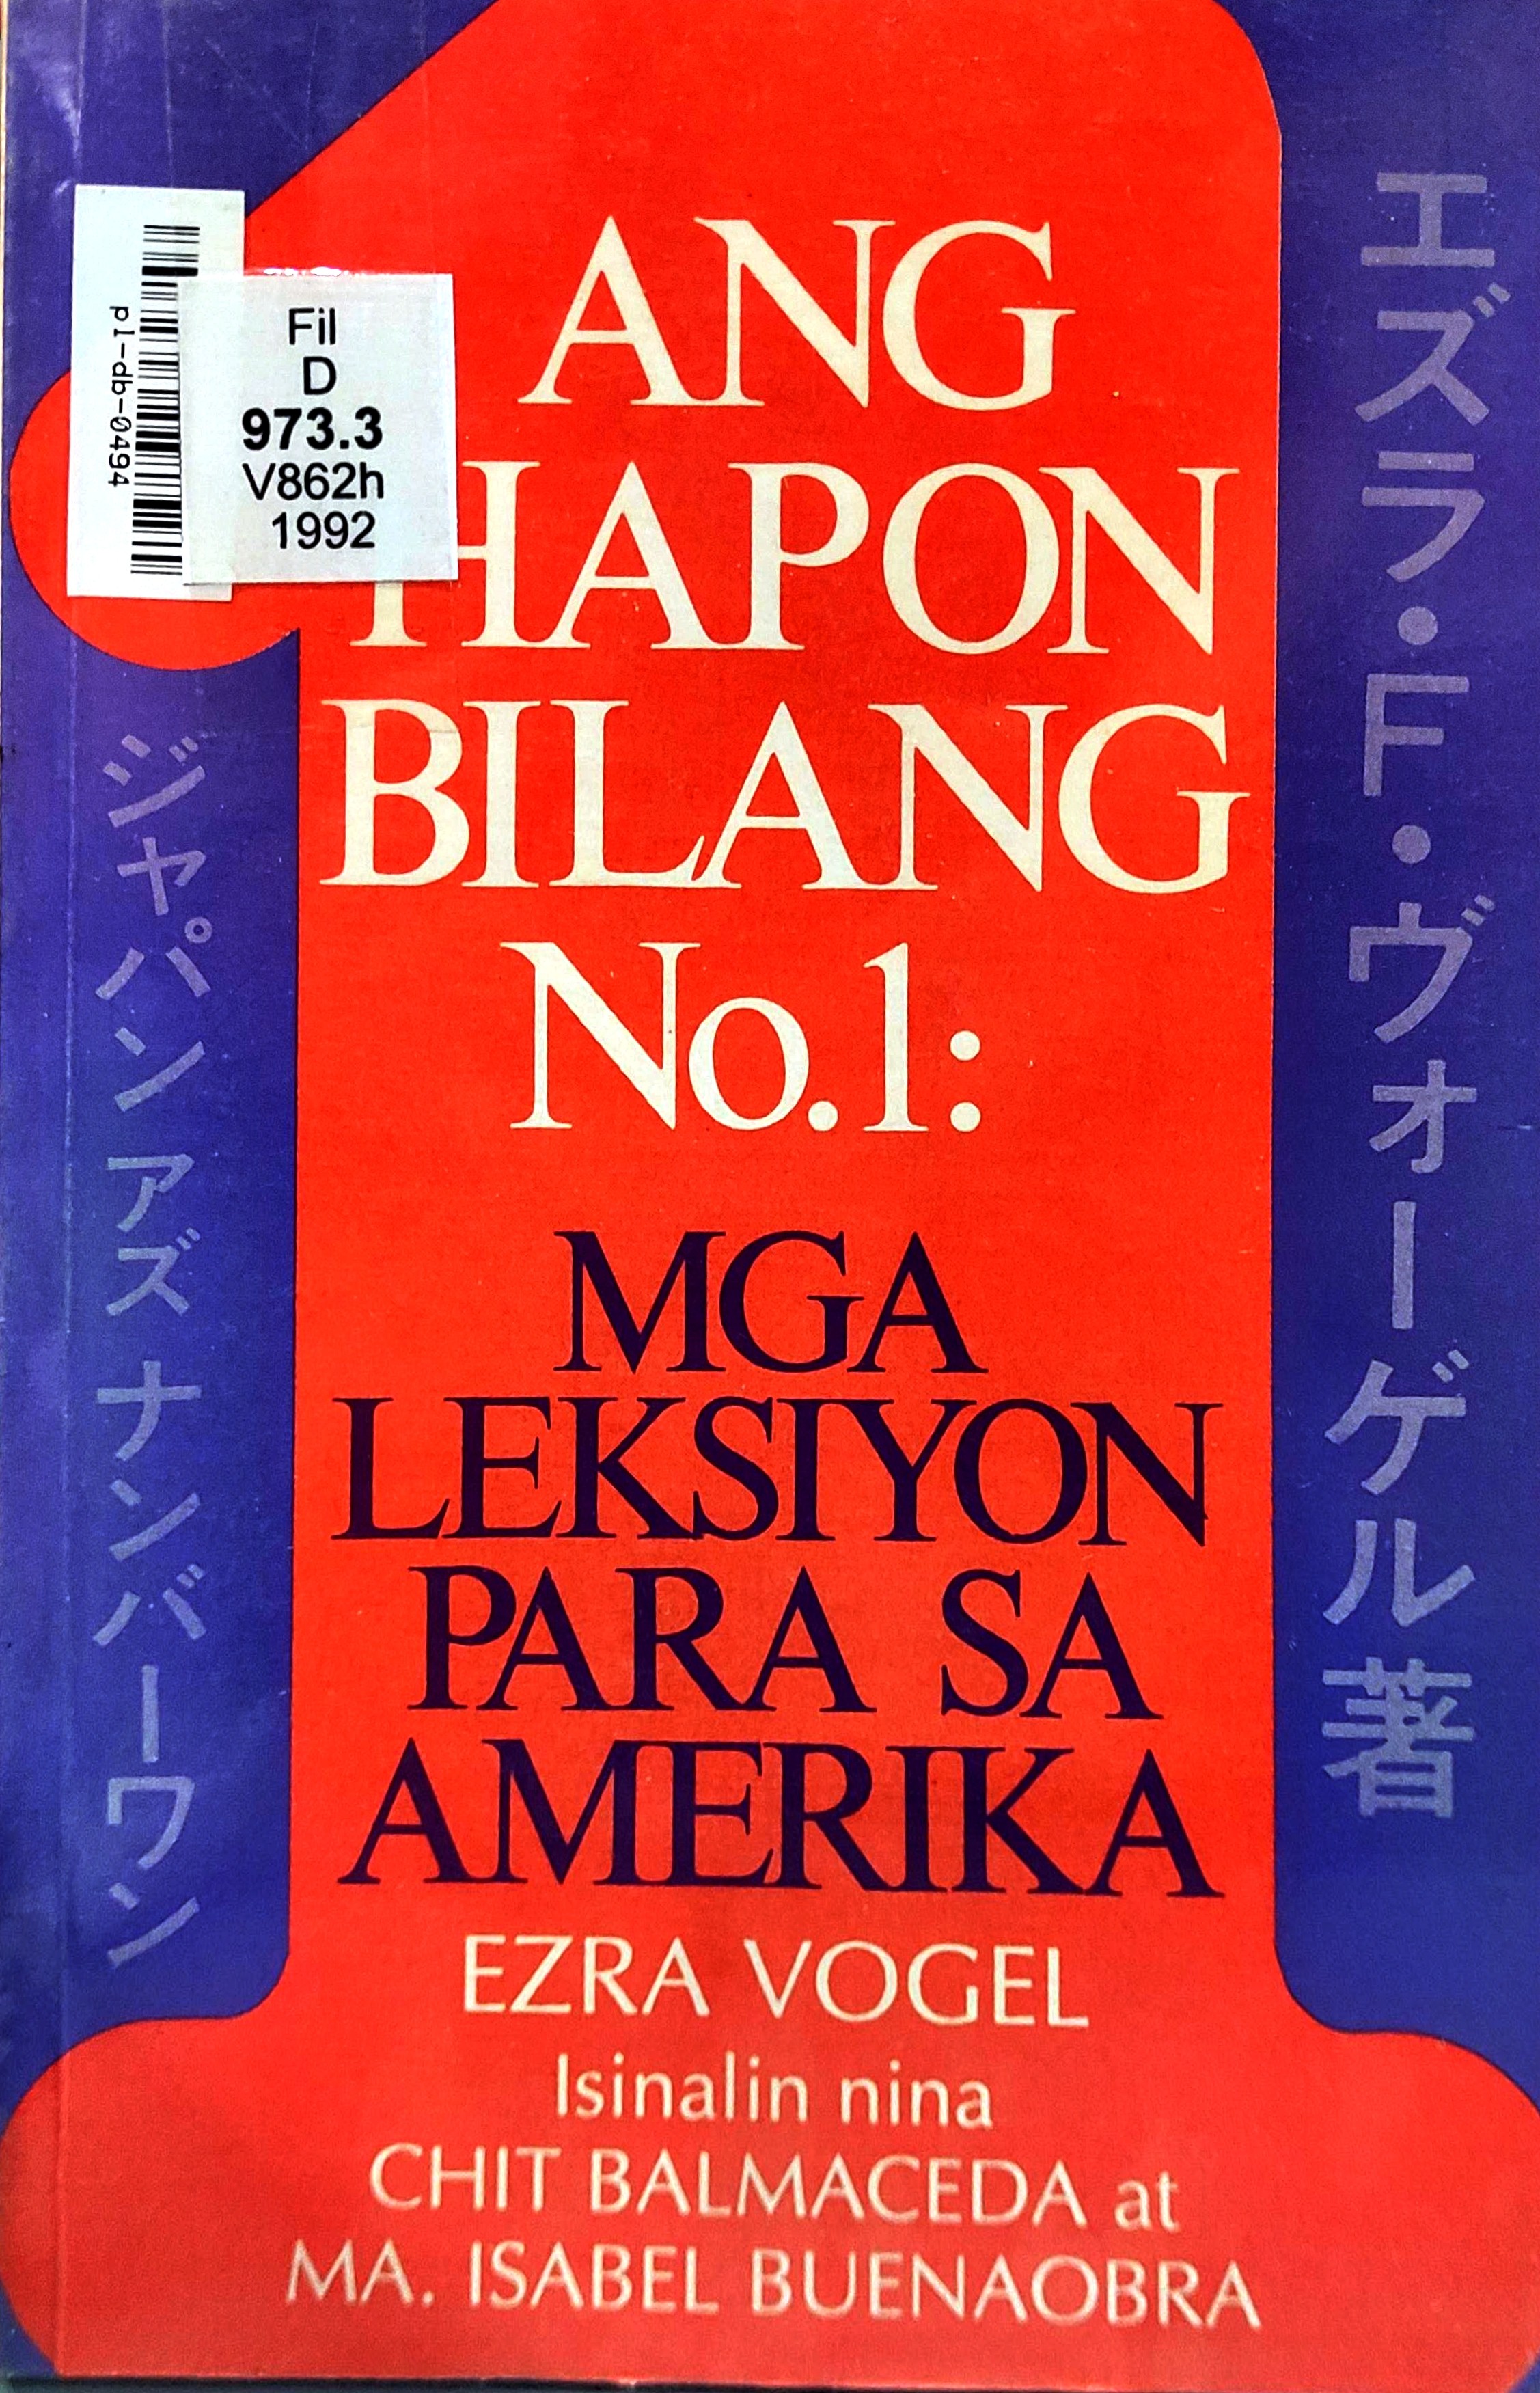 pl-db-0494
Fil
D
973.3
V862h
1992
ANG
HAPON
BILANG
No.1:
MGA
LEKSIYON
PARA SA
AMERIKA
EZRA VOGEL
Isinalin nina
CHIT BALMACEDA at
MA. ISABEL BUENAOBRA
エズラ・F・ヴォーゲル著
ジャパンアズナンバーワン